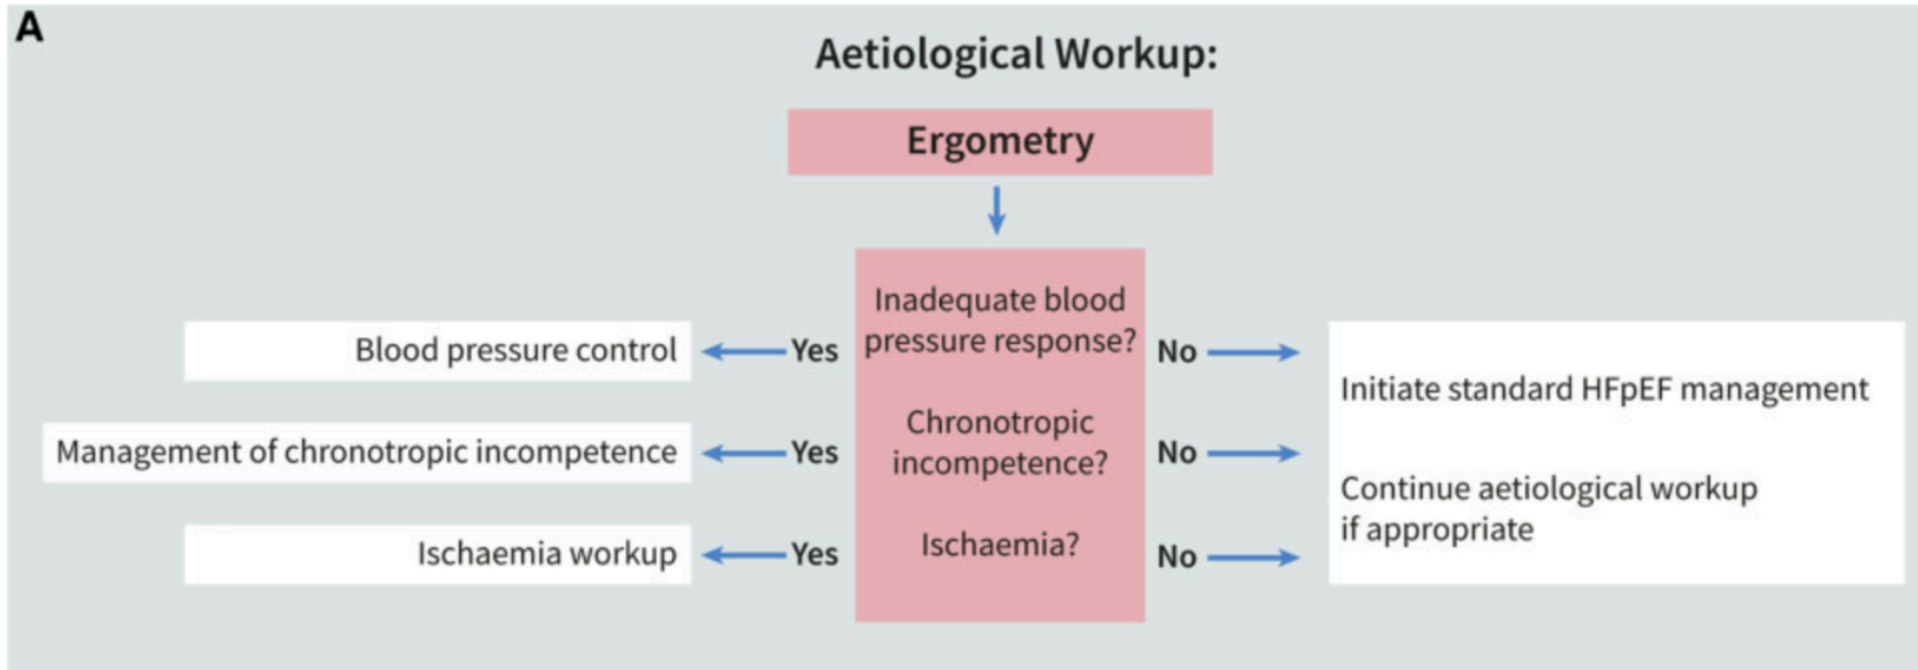 A
Aetiological Workup:
Ergometry
Inadequate blood
pressure response?
Blood pressure control
Yes
No
Initiate standard HFpEF management
Chronotropic
incompetence?
Management of chronotropic incompetence
Yes
No
Continue aetiological workup
if appropriate
Ischaemia?
Ischaemia workup
Yes
No